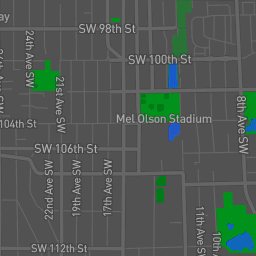 SW 98th St
24th Ave SW
SW 100th St
21st Ave SW
8th Ave SW
Mel Olson Stadium
104th St
SW 106th St
22nd Ave SW
19th Ave SW
17th Ave SW
11th Ave SW
10th
SW 112th St